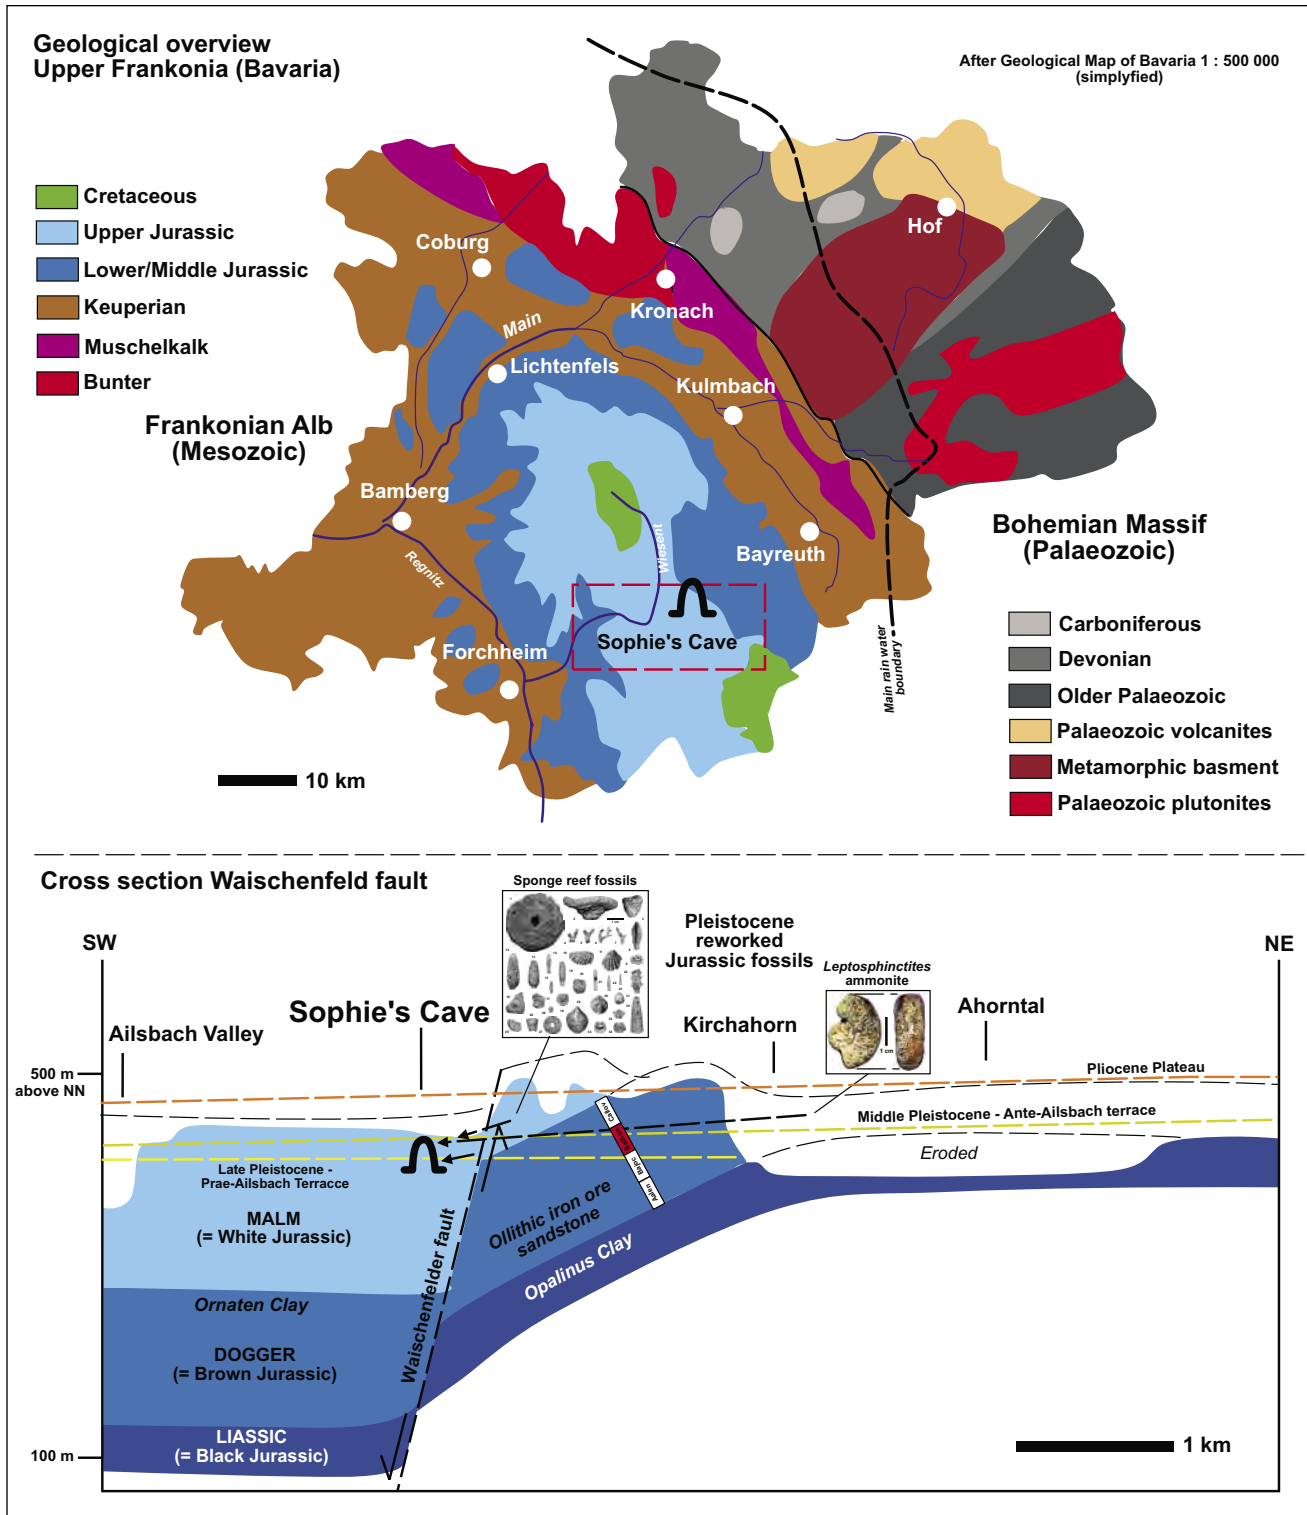 Geological overview
Upper Frankonia (Bavaria)
After Geological Map of Bavaria 1 : 500 000
(simplyfied)
Cretaceous
Upper Jurassic
Lower/Middle Jurassic
Keuperian
Muschelkalk
Bunter
Frankonian Alb
(Mesozoic)
Coburg
Hof
Kronach
Main
Lichtenfels
Kulmbach
Bamberg
Regnitz
Wiesent
Bayreuth
Forchheim
Sophie's Cave
Main rain water
boundary
Bohemian Massif
(Palaeozoic)
Carboniferous
Devonian
Older Palaeozoic
Palaeozoic volcanites
Metamorphic basment
Palaeozoic plutonites
10 km
Cross section Waischenfeld fault
Sponge reef fossils
SW
Pleistocene
reworked
Jurassic fossils
NE
Leptosphinctites
ammonite
1 cm
Sophie's Cave
Ailsbach Valley
Kirchahorn
Ahorntal
500 m
above NN
Pliocene Plateau
Middle Pleistocene - Ante-Ailsbach terrace
Eroded
Callov
Bajoc
Aalen
Late Pleistocene -
Prae-Ailsbach Terracce
MALM
(= White Jurassic)
Ollithic iron ore
sandstone
Opalinus Clay
Waischenfelder fault
Ornaten Clay
DOGGER
(= Brown Jurassic)
LIASSIC
(= Black Jurassic)
100 m
1 km